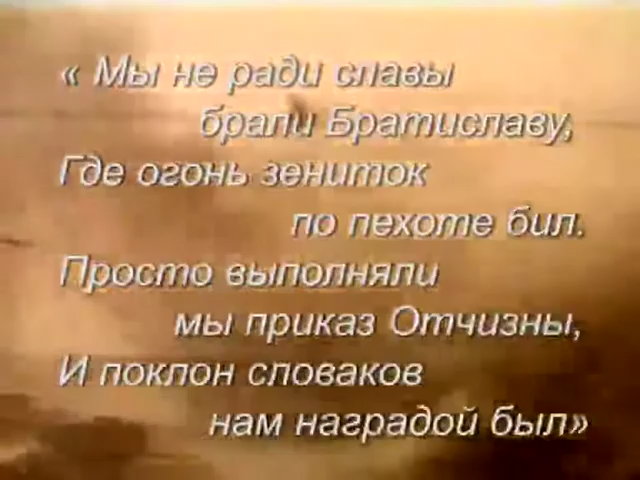 « Мы не ради славы
брали Братиславу,
Где огонь зениток
по пехоте бил.
Просто выполняли
мы приказ Отчизны,
И поклон словаков
нам наградой был»